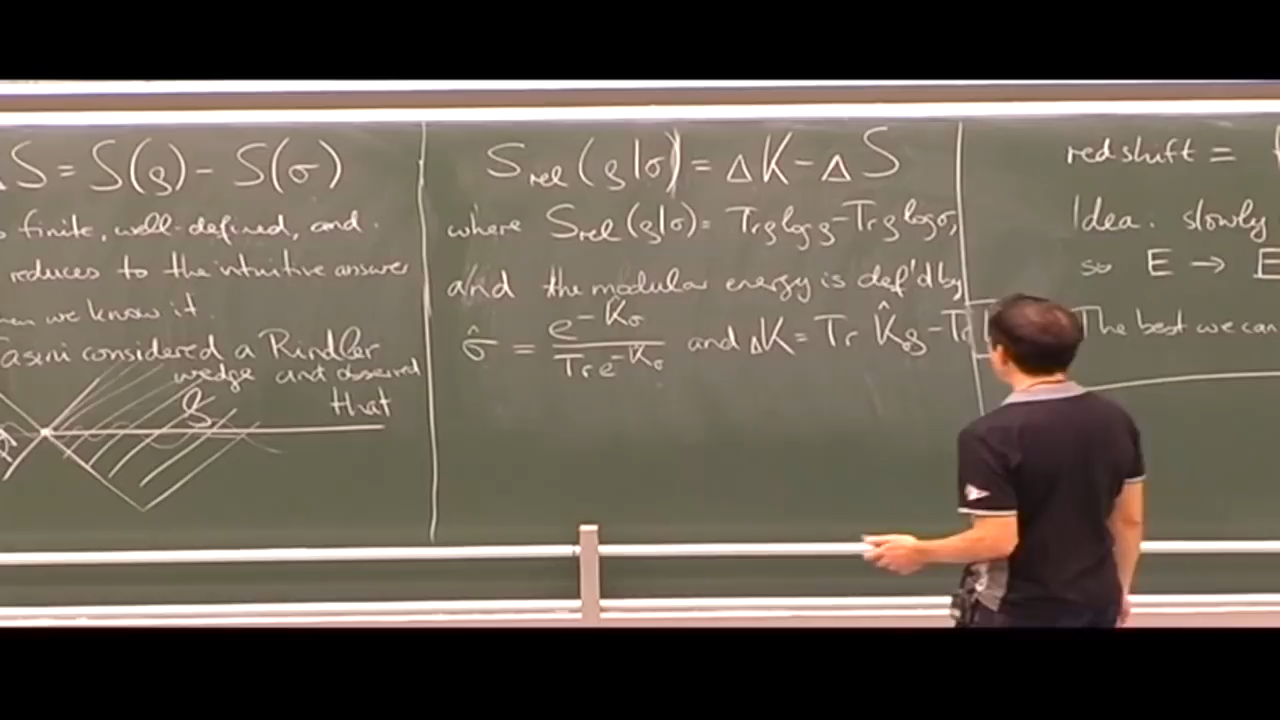 ΔS = S(ρ) - S(σ)
finite, well-defined, and
reduces to the intuitive answer
we know it.
Casini considered a Rindler
wedge and observed
ρ that
S_rel(ρ|σ) = ΔK - ΔS
where S_rel(ρ|σ) = Tr ρ log ρ - Tr ρ log σ,
and the modular energy is def'd by
σ̂ = e^{-K_σ} / Tr e^{-K_σ} and ΔK = Tr K̂ρ - Tr
redshift =
Idea. slowly
so E → E
The best we can